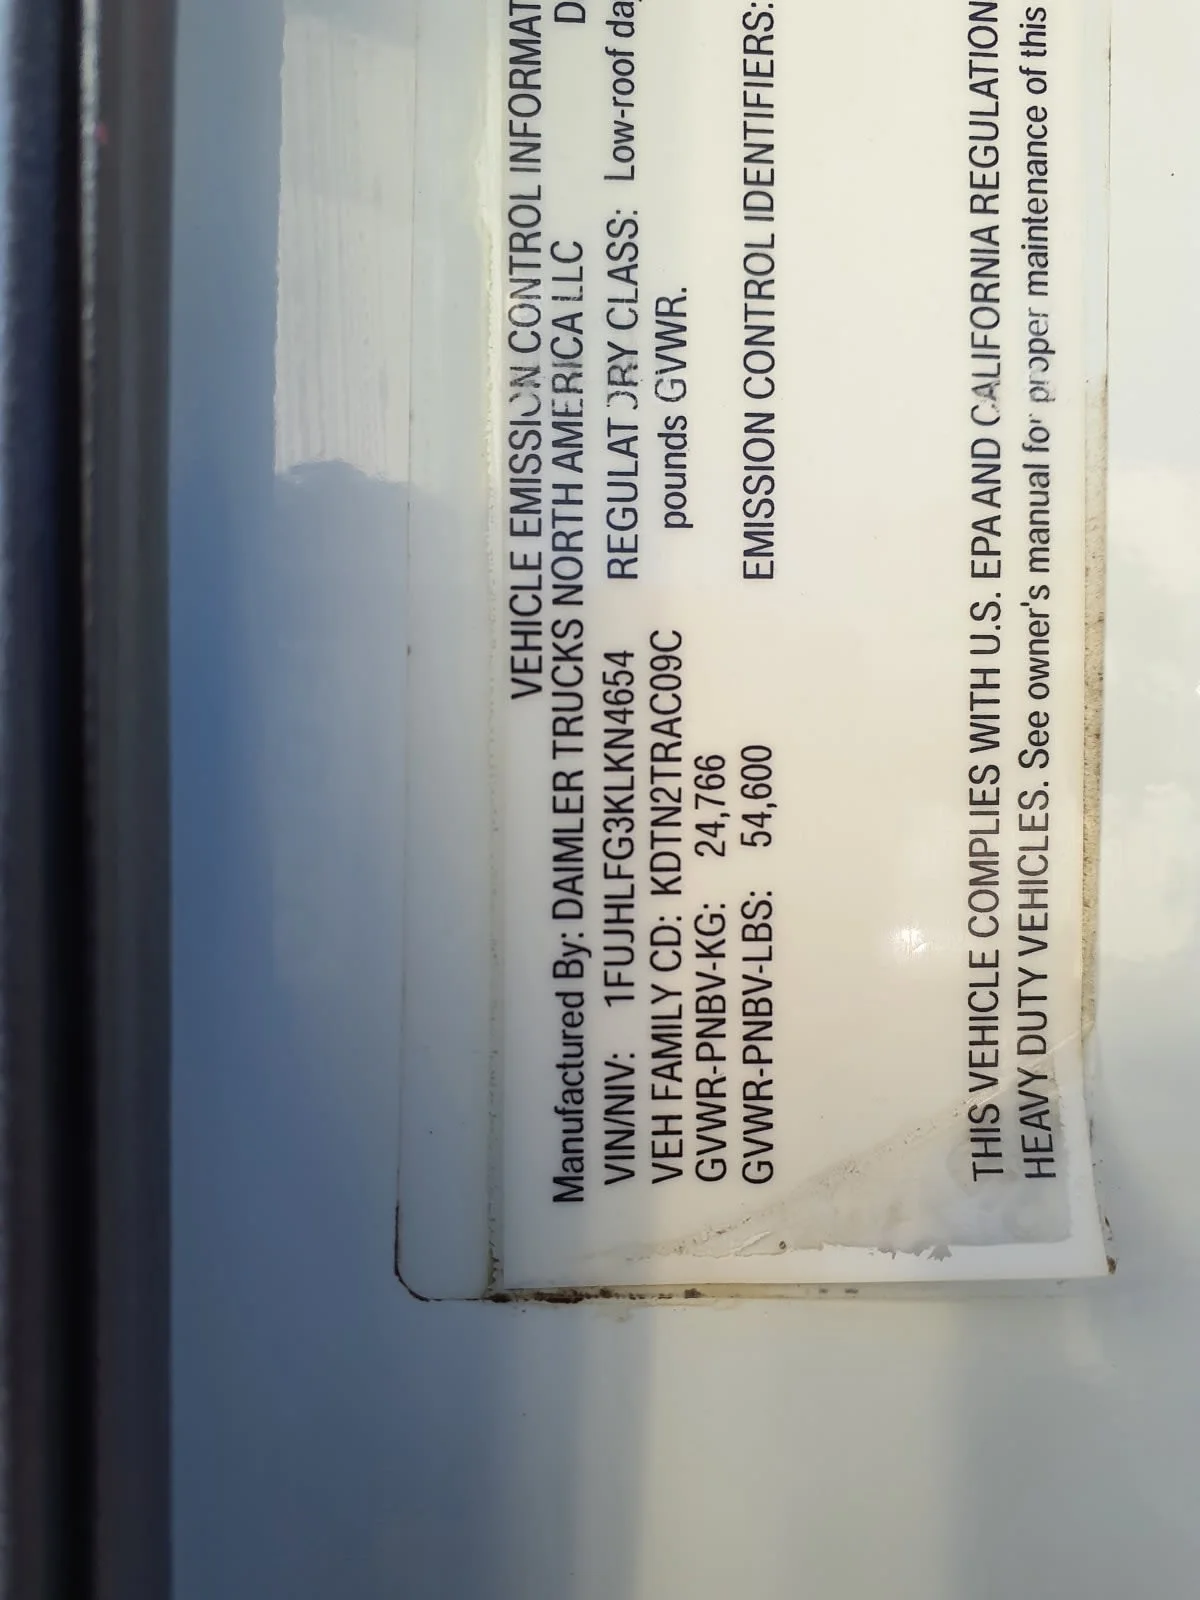 VEHICLE EMISSION CONTROL INFORMAT
Manufactured By: DAIMLER TRUCKS NORTH AMERICA LLC D
VIN/NIV: 1FUJHLFG3KLKN4654 REGULAT RY CLASS: Low-roof da
VEH FAMILY CD: KDTN2TRAC09C pounds GVWR.
GVWR-PNBV-KG: 24,766
GVWR-PNBV-LBS: 54,600 EMISSION CONTROL IDENTIFIERS:
THIS VEHICLE COMPLIES WITH U.S. EPA AND CALIFORNIA REGULATION
HEAVY DUTY VEHICLES. See owner's manual for proper maintenance of this